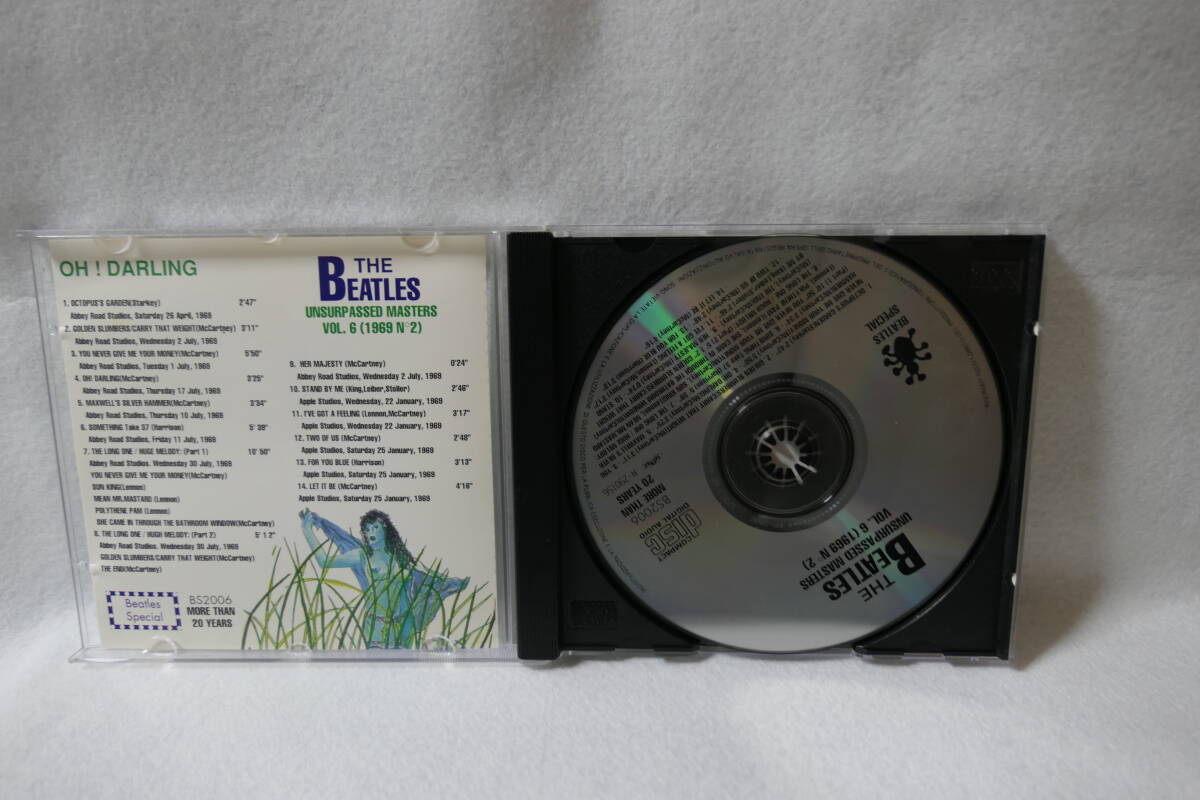 OH ! DARLING
1. OCTOPUS'S GARDEN(Starkey) 2'47"
Abbey Road Studios, Saturday 26 Apr6, 1969
2. GOLDEN SLUMBERS/CARRY THAT WEIGHT(McCartney) 3'11"
Abbey Road Studios, Wednesday 2 July, 1969
3. YOU NEVER GIVE ME YOUR MONEY(McCartney) 5'50"
Abbey Road Studios, Tuesday 1 July, 1969
4. OH! DARLING(McCartney) 3'25"
Abbey Road Studios, Thursday 17 July, 1969
5. MAXWELL'S SILVER HAMMER(McCartney) 3'34"
Abbey Road Studios, Thursday 10 July, 1969
6. SOMETHING Take 37 (Harrison) 5' 39"
Abbey Road Studios, Friday 11 July, 1969
7. THE LONG ONE / HUGE MELODY: (Part 1) 10' 50"
Abbey Road Studios. Wednesday 30 July, 1969
YOU NEVER GIVE ME YOUR MONEY(McCartney)
SUN KING(Lennon)
MEAN MR.MASTARD (Lennon)
POLYTHENE PAM (Lennon)
SHE CAME IN THROUGH THE BATHROOM WINDOW(McCartney)
8. THE LONG ONE / HUGH MELODY: (Part 2) 5' 1 2"
Abbey Road Studios. Wednesday 30 July, 1969
GOLDEN SLUMBERS/CARRY THAT WEIGHT(McCartney)
THE END(McCartney)
Beatles
Special
BS2006
MORE THAN
20 YEARS
THE
BEATLES
UNSURPASSED MASTERS
VOL. 6 (1969 N°2)
9. HER MAJESTY (McCartney) 0'24"
Abbey Road Studios, Wednesday 2 July, 1969
10. STAND BY ME (King,Leiber,Stoller) 2'46"
Apple Studios, Wednesday, 22 January, 1969
11. I'VE GOT A FEELING (Lennon,McCartney) 3'17"
Apple Studios, Wednesday 22 January, 1969
12. TWO OF US (McCartney) 2'48"
Apple Studios, Saturday 25 January, 1969
13. FOR YOU BLUE (Harrison) 3'13"
Apple Studios, Saturday 25 January, 1969
14. LET IT BE (McCartney) 4'16"
Apple Studios, Saturday 25 January, 1969
THE
BEATLES
UNSURPASSED MASTERS
VOL. 6 (1969 N° 2)
COMPACT
disc
DIGITAL AUDIO
BS2006
MORE THAN
20 YEARS
BEATLES
SPECIAL